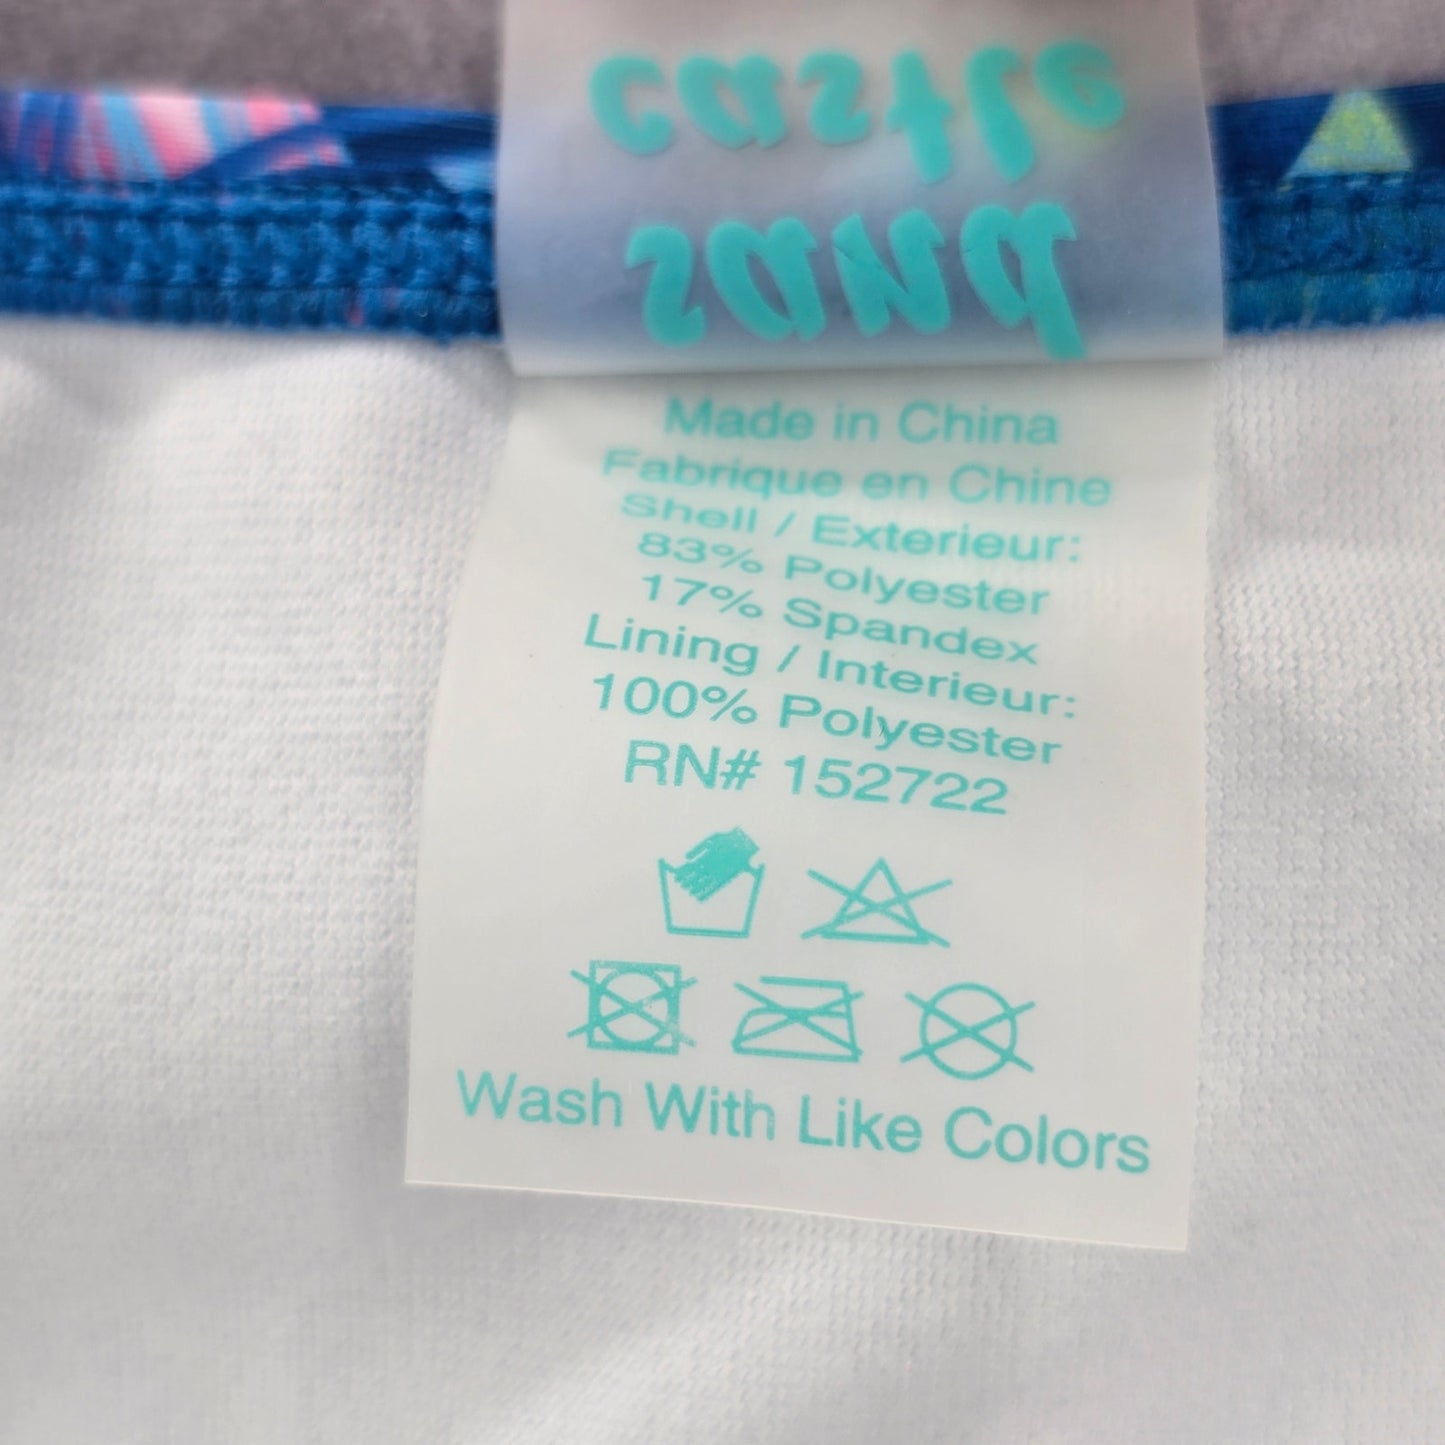 sand
castle
Made in China
Fabrique en Chine
Shell / Exterieur:
83% Polyester
17% Spandex
Lining / Interieur:
100% Polyester
RN# 152722
Wash With Like Colors